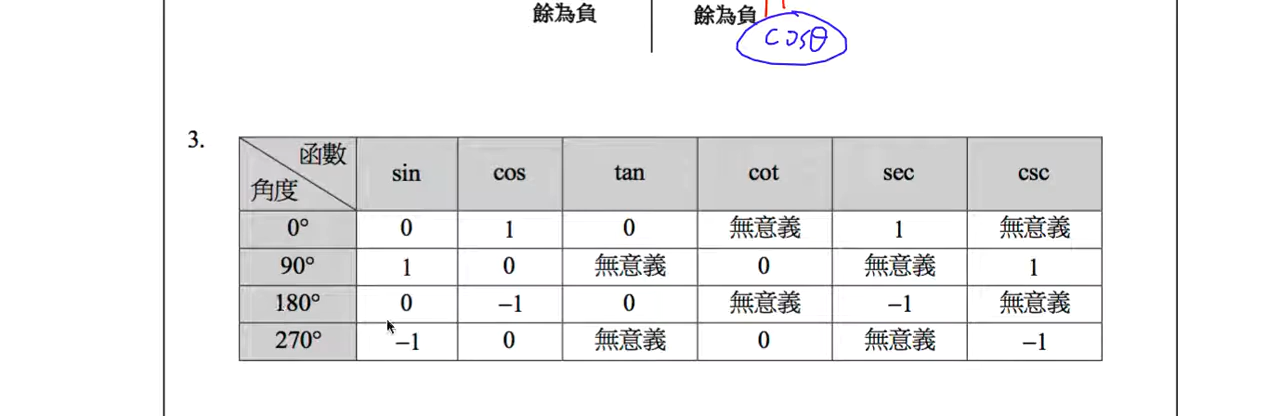 餘為負 餘為負
cosθ
3.
函數 sin cos tan cot sec csc
角度
0° 0 1 0 無意義 1 無意義
90° 1 0 無意義 0 無意義 1
180° 0 –1 0 無意義 –1 無意義
270° –1 0 無意義 0 無意義 –1